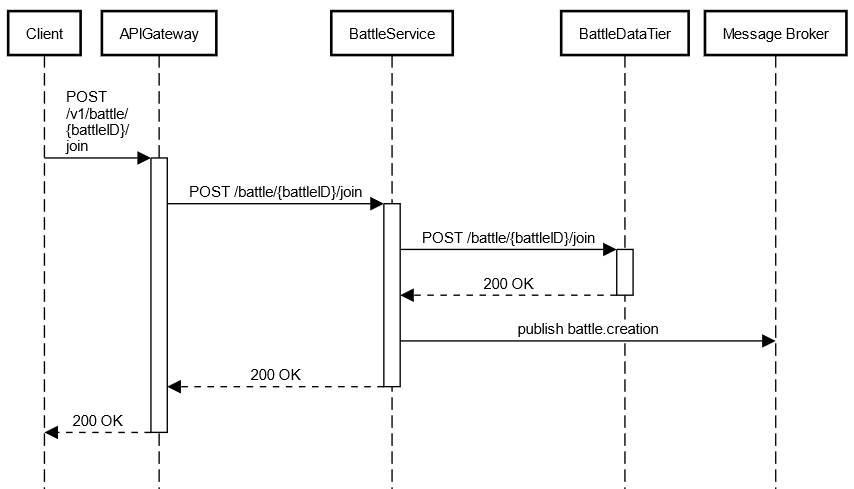 Client
APIGateway
BattleService
BattleDataTier
Message Broker
POST
/v1/battle/
{battleID}/
join
POST /battle/{battleID}/join
POST /battle/{battleID}/join
200 OK
publish battle.creation
200 OK
200 OK